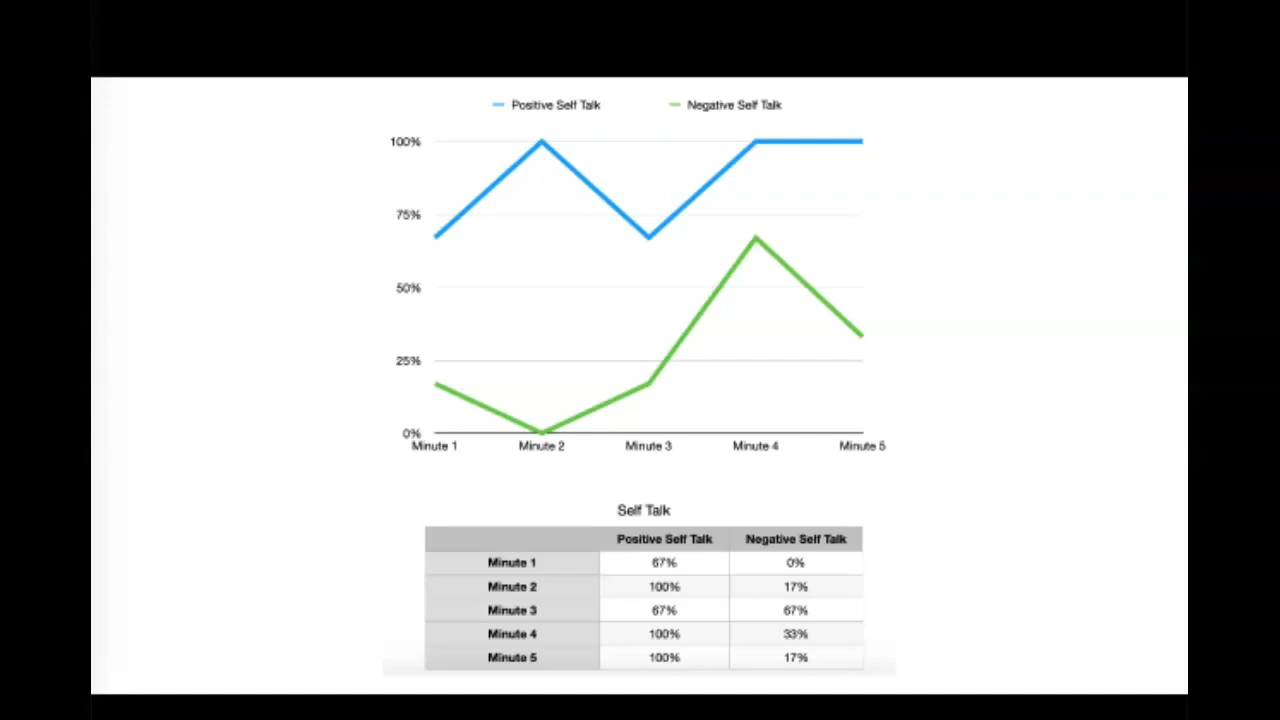 Positive Self Talk Negative Self Talk
100%
75%
50%
25%
0%
Minute 1 Minute 2 Minute 3 Minute 4 Minute 5
Self Talk
Positive Self Talk Negative Self Talk
Minute 1 67% 0%
Minute 2 100% 17%
Minute 3 67% 67%
Minute 4 100% 33%
Minute 5 100% 17%